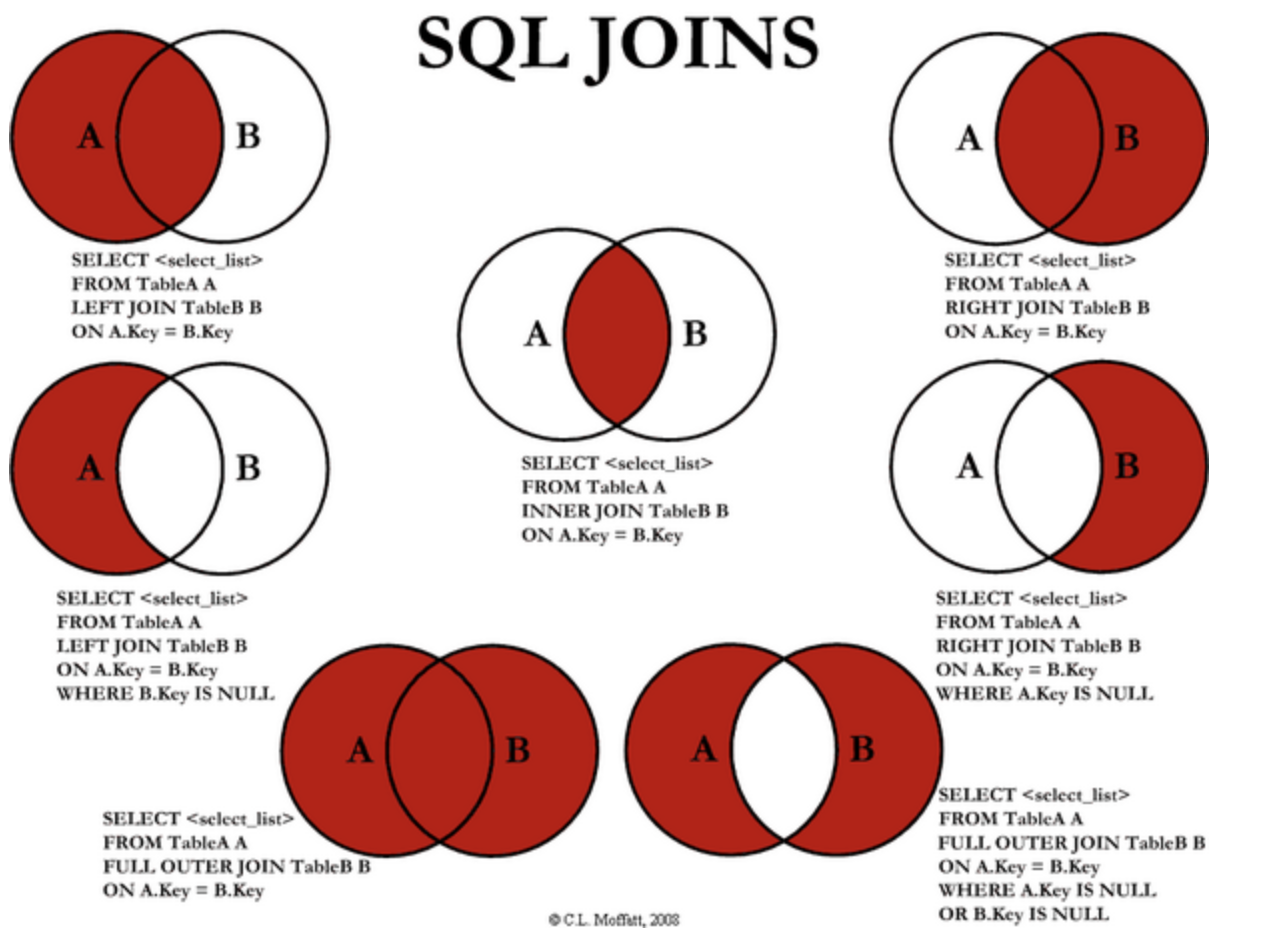 SQL JOINS
A B
SELECT <select_list>
FROM TableA A
LEFT JOIN TableB B
ON A.Key = B.Key
A B
SELECT <select_list>
FROM TableA A
RIGHT JOIN TableB B
ON A.Key = B.Key
A B
SELECT <select_list>
FROM TableA A
INNER JOIN TableB B
ON A.Key = B.Key
A B
SELECT <select_list>
FROM TableA A
LEFT JOIN TableB B
ON A.Key = B.Key
WHERE B.Key IS NULL
A B
SELECT <select_list>
FROM TableA A
RIGHT JOIN TableB B
ON A.Key = B.Key
WHERE A.Key IS NULL
A B
SELECT <select_list>
FROM TableA A
FULL OUTER JOIN TableB B
ON A.Key = B.Key
A B
SELECT <select_list>
FROM TableA A
FULL OUTER JOIN TableB B
ON A.Key = B.Key
WHERE A.Key IS NULL
OR B.Key IS NULL
© C.L. Moffatt, 2008